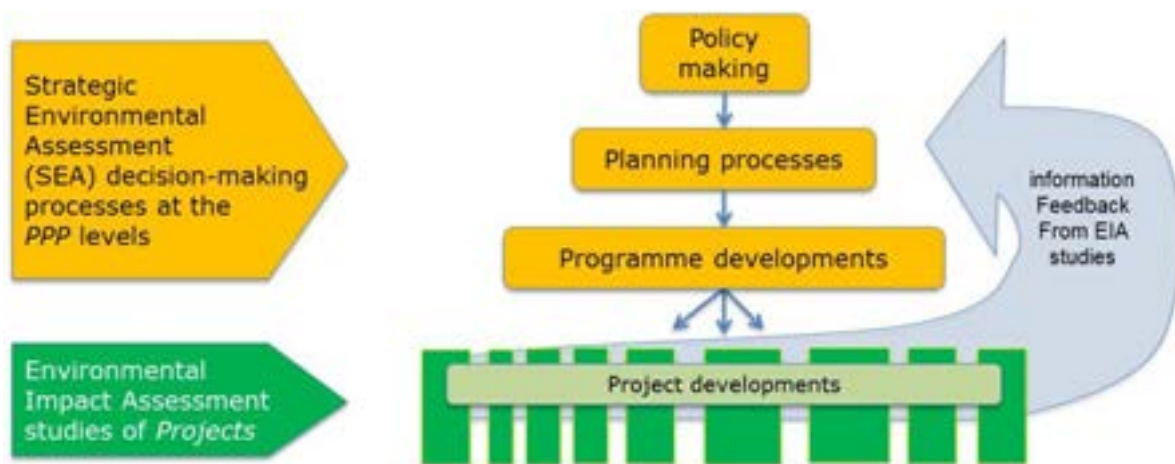 Strategic
Environmental
Assessment
(SEA) decision-making
processes at the
PPP levels
Policy
making
Planning processes
Programme developments
information
Feedback
From EIA
studies
Environmental
Impact Assessment
studies of Projects
Project developments